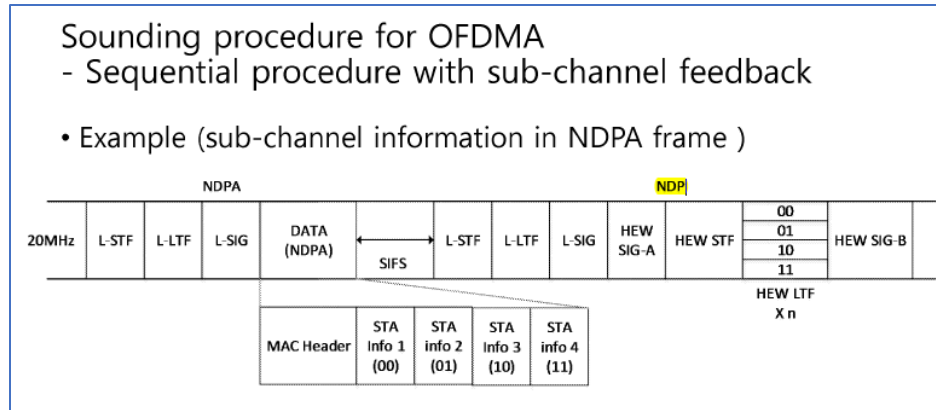 Sounding procedure for OFDMA
- Sequential procedure with sub-channel feedback
• Example (sub-channel information in NDPA frame )
NDPA
NDP
20MHz
L-STF
L-LTF
L-SIG
DATA
(NDPA)
SIFS
L-STF
L-LTF
L-SIG
HEW
SIG-A
HEW STF
00
01
10
11
HEW SIG-B
HEW LTF
X n
MAC Header
STA
Info 1
(00)
STA
info 2
(01)
STA
Info 3
(10)
STA
info 4
(11)